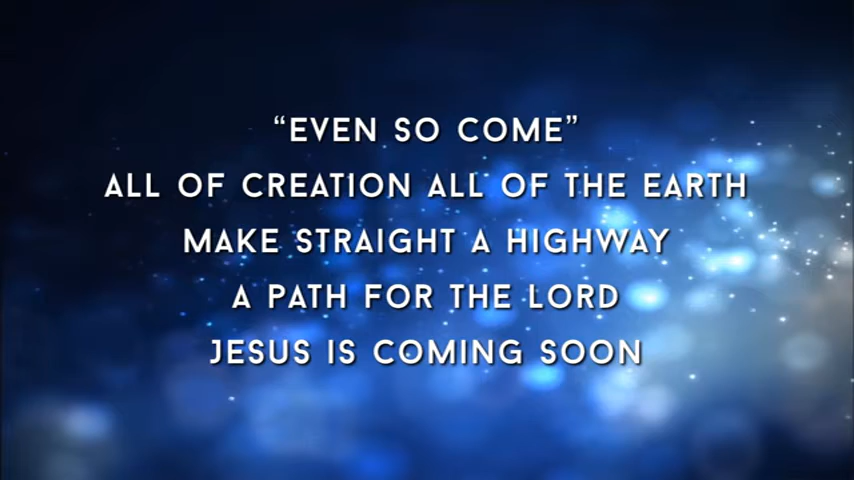 “EVEN SO COME”
ALL OF CREATION ALL OF THE EARTH
MAKE STRAIGHT A HIGHWAY
A PATH FOR THE LORD
JESUS IS COMING SOON